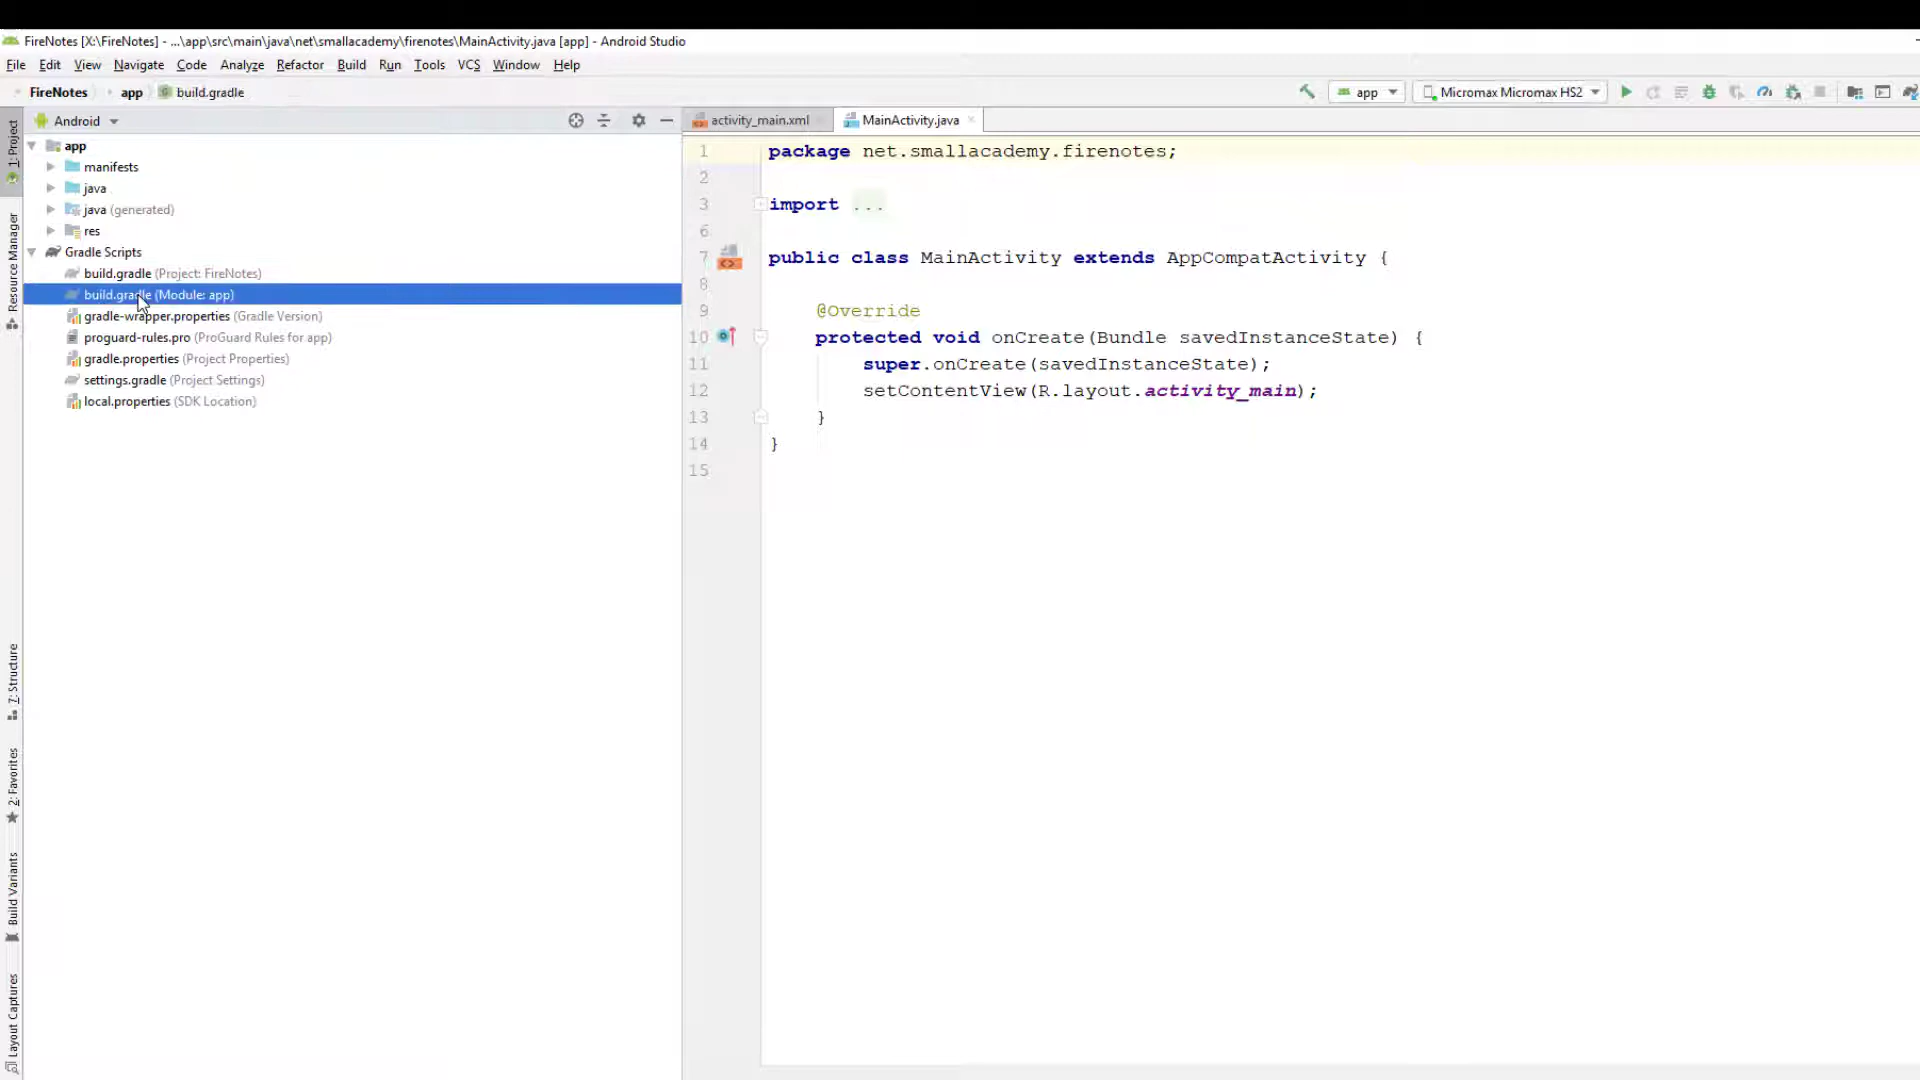 FireNotes [X:\FireNotes] - ...\app\src\main\java\net\smallacademy\firenotes\MainActivity.java [app] - Android Studio
File Edit View Navigate Code Analyze Refactor Build Run Tools VCS Window Help
FireNotes app build.gradle
app Micromax Micromax HS2
1: Project
Resource Manager
7: Structure
2: Favorites
Build Variants
Layout Captures
Android
app
manifests
java
java (generated)
res
Gradle Scripts
build.gradle (Project: FireNotes)
build.gradle (Module: app)
gradle-wrapper.properties (Gradle Version)
proguard-rules.pro (ProGuard Rules for app)
gradle.properties (Project Properties)
settings.gradle (Project Settings)
local.properties (SDK Location)
activity_main.xml MainActivity.java
1 package net.smallacademy.firenotes;
2
3 import ...
6
7 public class MainActivity extends AppCompatActivity {
8
9 @Override
10 protected void onCreate(Bundle savedInstanceState) {
11 super.onCreate(savedInstanceState);
12 setContentView(R.layout.activity_main);
13 }
14 }
15